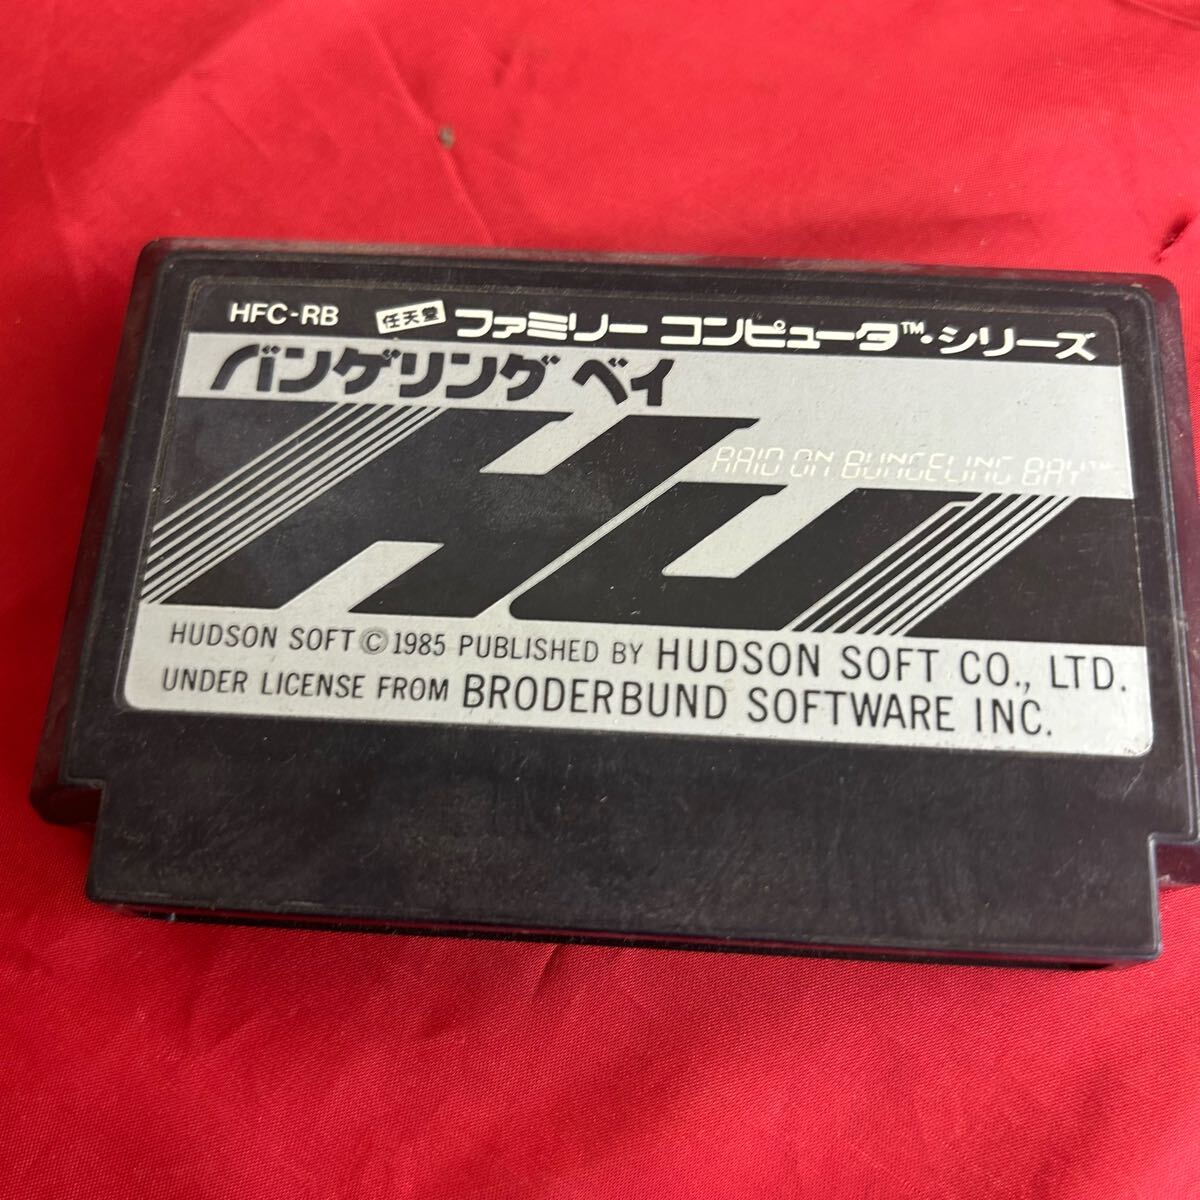 HFC-RB 任天堂 ファミリー コンピュータ™・シリーズ
バンゲリング ベイ
HU
RAID ON BUNGELING BAY™
HUDSON SOFT © 1985 PUBLISHED BY HUDSON SOFT CO., LTD.
UNDER LICENSE FROM BRODERBUND SOFTWARE INC.